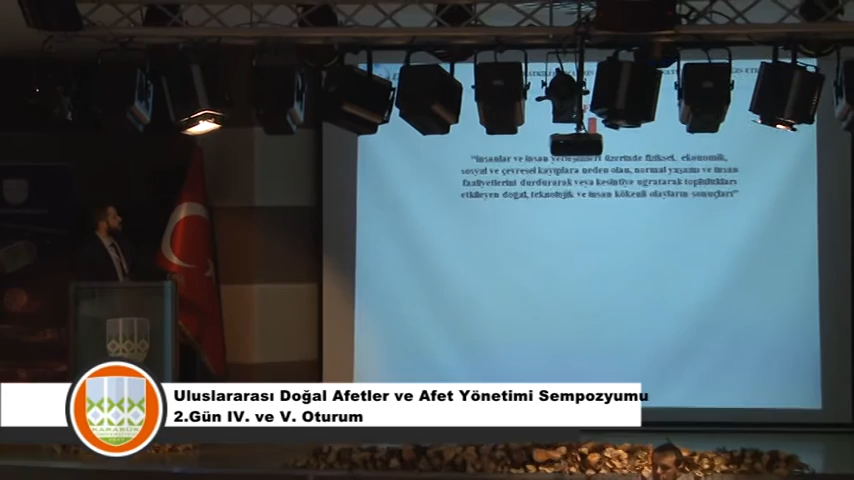 "İnsanlar ve insan yerleşimleri üzerinde fiziksel, ekonomik,
sosyal ve çevresel kayıplara neden olan, normal yaşamı ve insan
faaliyetlerini durdurarak veya kesintiye uğratarak toplulukları
etkileyen doğal, teknolojik ve insan kökenli olayların sonuçları"
Uluslararası Doğal Afetler ve Afet Yönetimi Sempozyumu
2.Gün IV. ve V. Oturum
KARABÜK